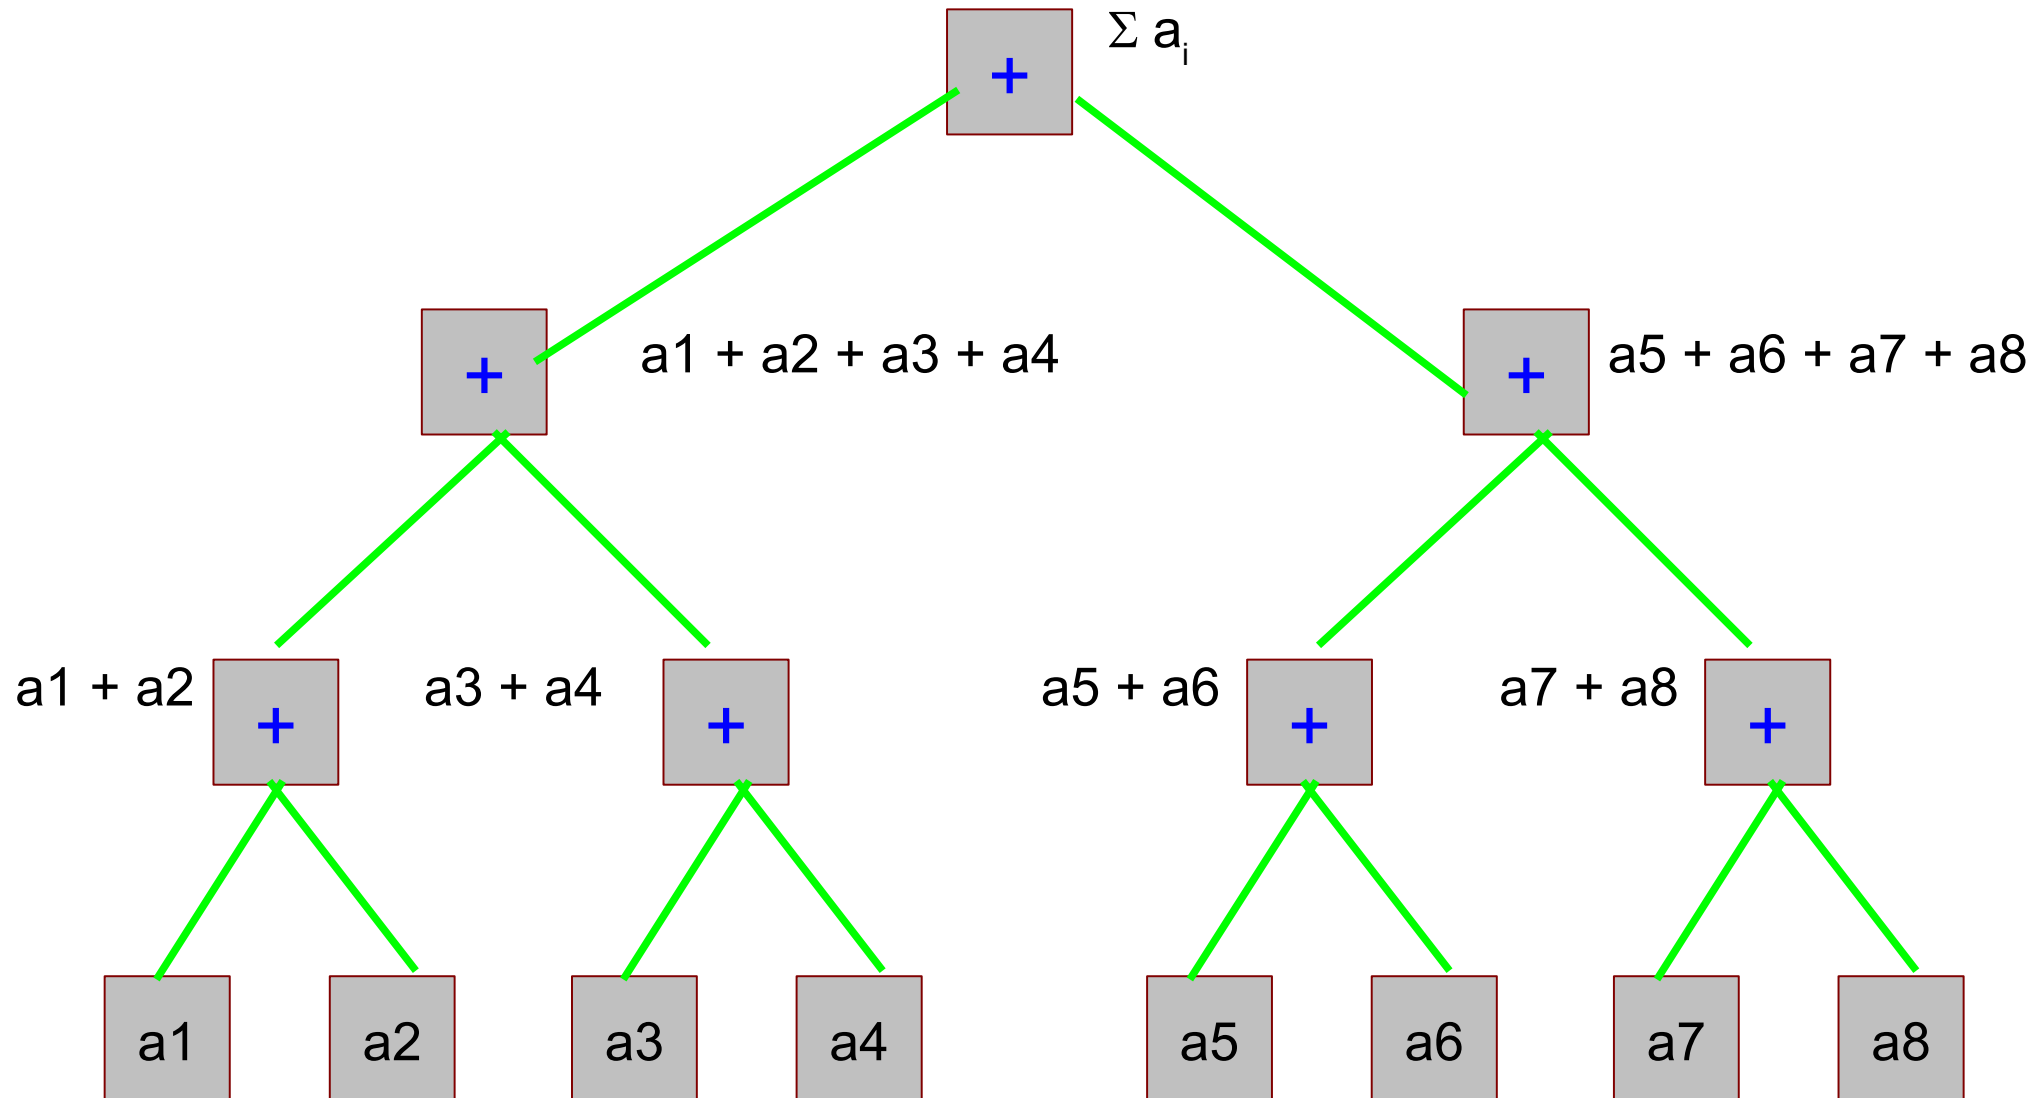 Σ ai
+
+ a1 + a2 + a3 + a4 + a5 + a6 + a7 + a8
a1 + a2 + a3 + a4 + a5 + a6 + a7 + a8 +
a1 a2 a3 a4 a5 a6 a7 a8